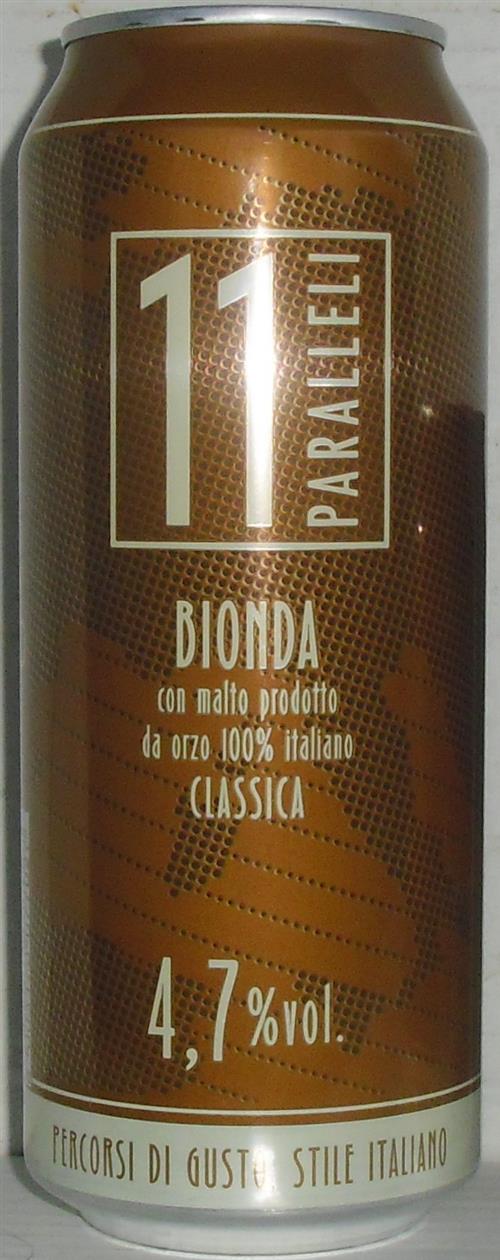 11
PARALLELI
BIONDA
con malto prodotto
da orzo 100% italiano
CLASSICA
4,7%vol.
PERCORSI DI GUSTO, STILE ITALIANO